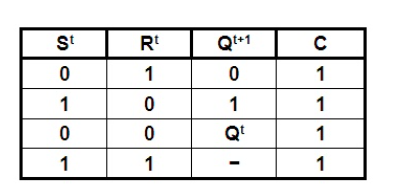 Sᵗ Rᵗ Qᵗ⁺¹ C
0 1 0 1
1 0 1 1
0 0 Qᵗ 1
1 1 – 1